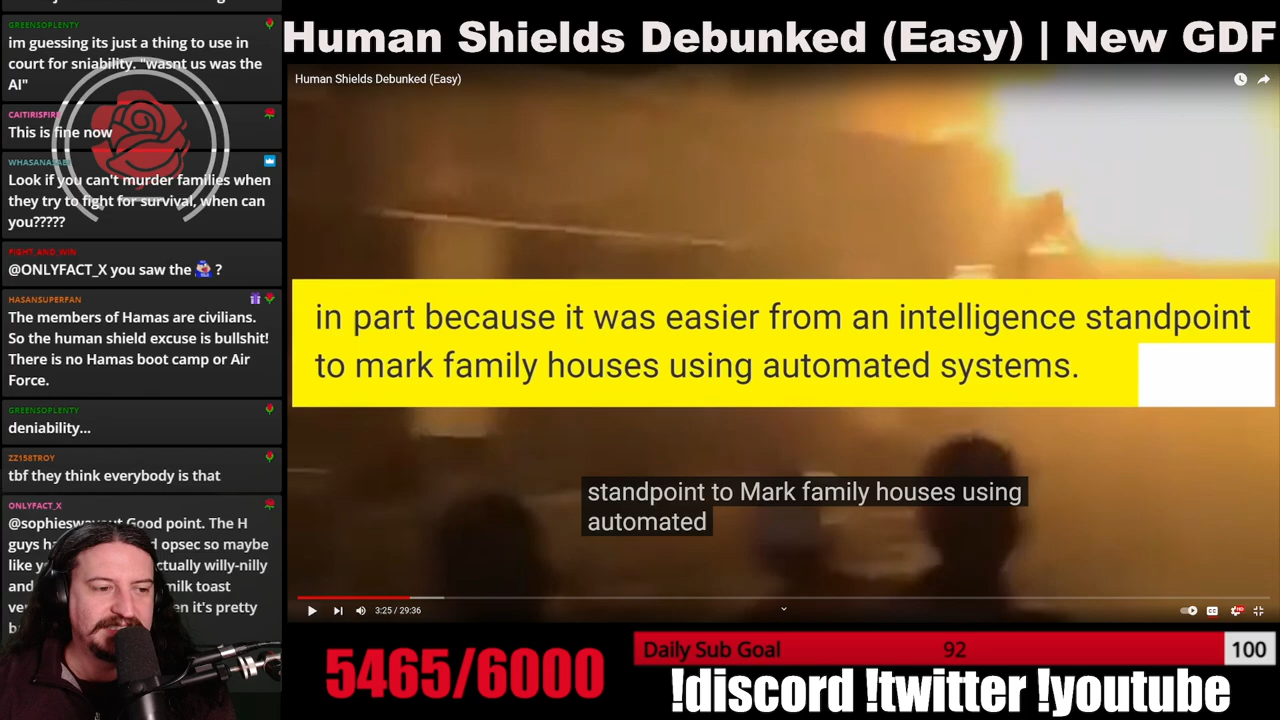 GREENSOPLENTY
im guessing its just a thing to use in
court for sniability. "wasnt us was the
AI"
CAITIRISFIRE
This is fine now
Look if you can't murder families when
they try to fight for survival, when can
you?????
FIGHT_AND_WIN
@ONLYFACT_X you saw the ?
HASANSUPERFAN
The members of Hamas are civilians.
So the human shield excuse is bullshit!
There is no Hamas boot camp or Air
Force.
GREENSOPLENTY
deniability...
ZZ158TROY
tbf they think everybody is that
ONLYFACT_X
Good point. The H
guys opsec so maybe
like willy-nilly
and milk toast
it's pretty
Human Shields Debunked (Easy) | New GDF
Human Shields Debunked (Easy)
in part because it was easier from an intelligence standpoint
to mark family houses using automated systems.
standpoint to Mark family houses using
automated
3:25 / 29:36
CC
HD
5465/6000
Daily Sub Goal 92 100
!discord !twitter !youtube